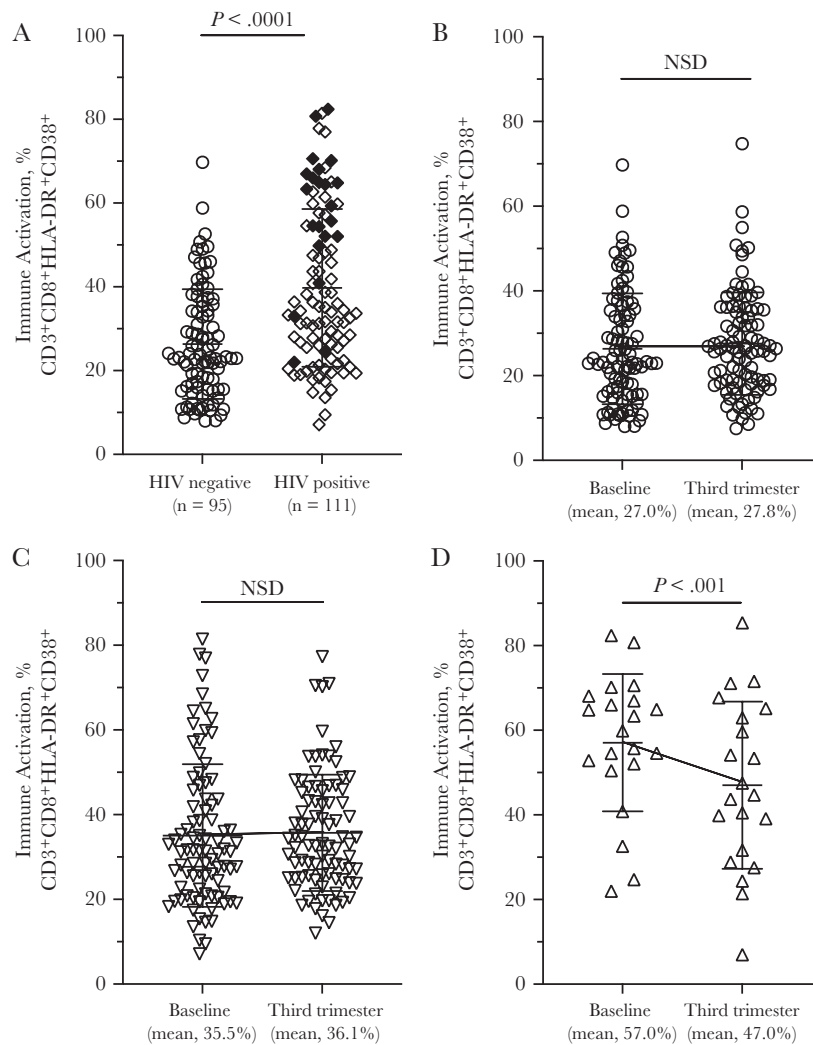 A
P < .0001
100
80
60
40
20
0
Immune Activation, %
CD3+CD8+HLA-DR+CD38+
HIV negative
(n = 95)
HIV positive
(n = 111)
B
NSD
100
80
60
40
20
0
Immune Activation, %
CD3+CD8+HLA-DR+CD38+
Baseline
(mean, 27.0%)
Third trimester
(mean, 27.8%)
C
NSD
100
80
60
40
20
0
Immune Activation, %
CD3+CD8+HLA-DR+CD38+
Baseline
(mean, 35.5%)
Third trimester
(mean, 36.1%)
D
P < .001
100
80
60
40
20
0
Immune Activation, %
CD3+CD8+HLA-DR+CD38+
Baseline
(mean, 57.0%)
Third trimester
(mean, 47.0%)